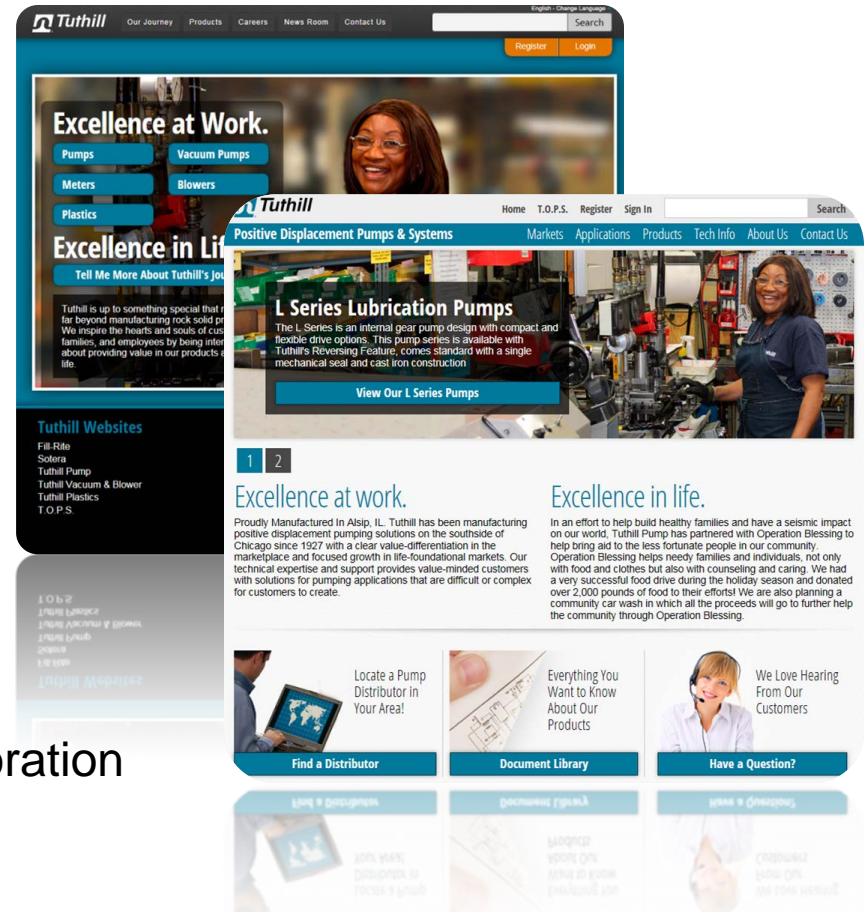 English - Change Language
Tuthill
Our Journey Products Careers News Room Contact Us
Search
Register Login
Excellence at Work.
Pumps Vacuum Pumps
Meters Blowers
Plastics
Excellence in
Tell Me More About Tuthill's
Tuthill is up to something special that
far beyond manufacturing rock solid
We inspire the hearts and souls of
families, and employees by being
about providing value in our products
life.
Tuthill Websites
Fill-Rite
Sotera
Tuthill Pump
Tuthill Vacuum & Blower
Tuthill Plastics
T.O.P.S.
Tuthill
Home T.O.P.S. Register Sign In
Search
Positive Displacement Pumps & Systems
Markets Applications Products Tech Info About Us Contact Us
L Series Lubrication Pumps
The L Series is an internal gear pump design with compact and
flexible drive options. This pump series is available with
Tuthill's Reversing Feature, comes standard with a single
mechanical seal and cast iron construction
View Our L Series Pumps
1 2
Excellence at work.
Proudly Manufactured In Alsip, IL. Tuthill has been manufacturing
positive displacement pumping solutions on the southside of
Chicago since 1927 with a clear value-differentiation in the
marketplace and focused growth in life-foundational markets. Our
technical expertise and support provides value-minded customers
with solutions for pumping applications that are difficult or complex
for customers to create.
Excellence in life.
In an effort to help build healthy families and have a seismic impact
on our world, Tuthill Pump has partnered with Operation Blessing to
help bring aid to the less fortunate people in our community.
Operation Blessing helps needy families and individuals, not only
with food and clothes but also with counseling and caring. We had
a very successful food drive during the holiday season and donated
over 2,000 pounds of food to their efforts! We are also planning a
community car wash in which all the proceeds will go to further help
the community through Operation Blessing.
Locate a Pump
Distributor in
Your Area!
Find a Distributor
Everything You
Want to Know
About Our
Products
Document Library
We Love Hearing
From Our
Customers
Have a Question?
oration